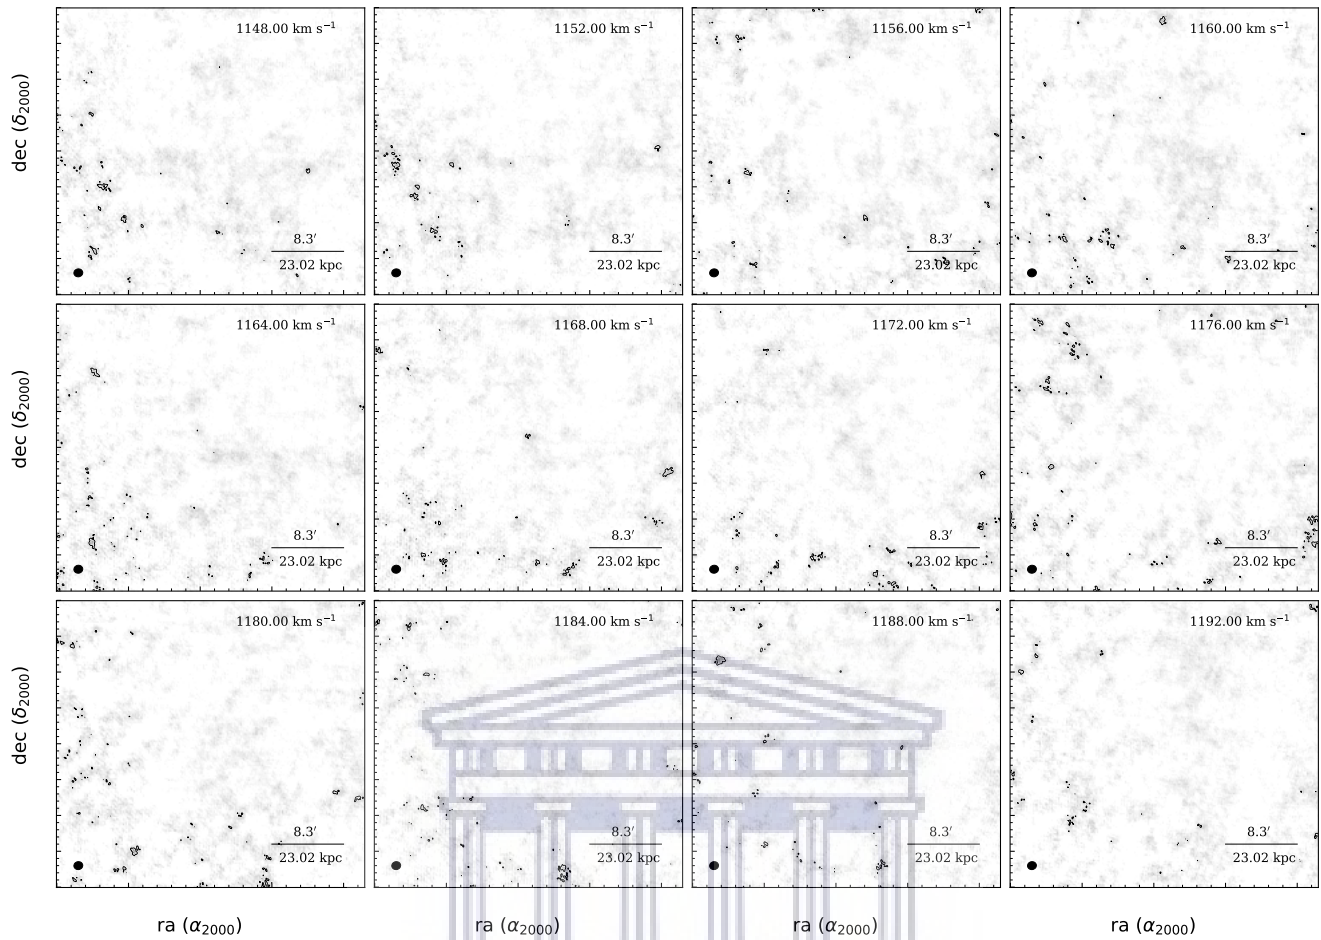 1148.00 km s⁻¹ 1152.00 km s⁻¹ 1156.00 km s⁻¹ 1160.00 km s⁻¹
dec (δ₂₀₀₀)
8.3′ 8.3′ 8.3′ 8.3′
23.02 kpc 23.02 kpc 23.02 kpc 23.02 kpc
1164.00 km s⁻¹ 1168.00 km s⁻¹ 1172.00 km s⁻¹ 1176.00 km s⁻¹
dec (δ₂₀₀₀)
8.3′ 8.3′ 8.3′ 8.3′
23.02 kpc 23.02 kpc 23.02 kpc 23.02 kpc
1180.00 km s⁻¹ 1184.00 km s⁻¹ 1188.00 km s⁻¹ 1192.00 km s⁻¹
dec (δ₂₀₀₀)
8.3′ 8.3′ 8.3′ 8.3′
23.02 kpc 23.02 kpc 23.02 kpc 23.02 kpc
ra (α₂₀₀₀) ra (α₂₀₀₀) ra (α₂₀₀₀) ra (α₂₀₀₀)